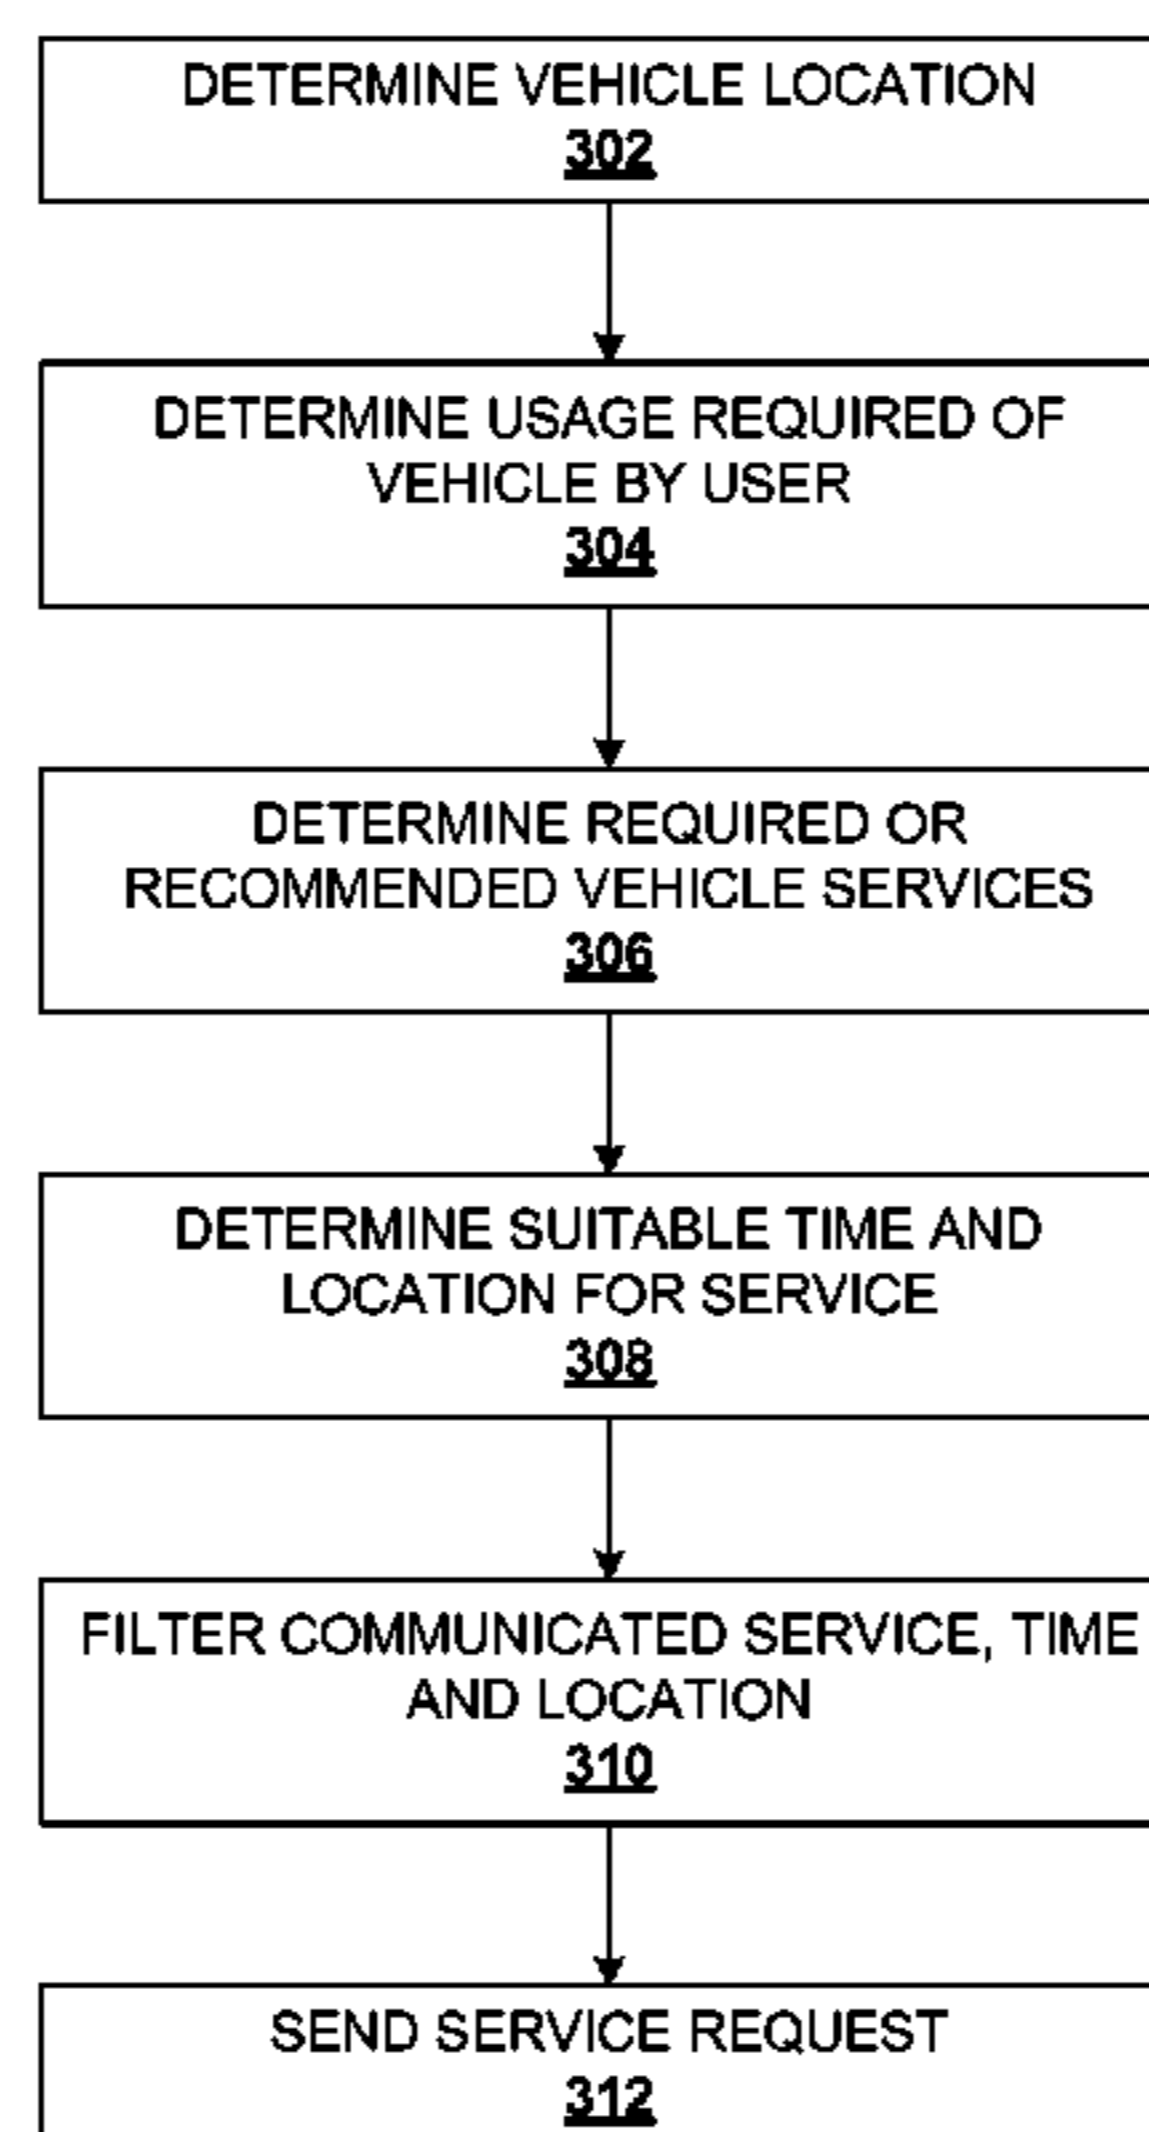 DETERMINE VEHICLE LOCATION
302
DETERMINE USAGE REQUIRED OF
VEHICLE BY USER
304
DETERMINE REQUIRED OR
RECOMMENDED VEHICLE SERVICES
306
DETERMINE SUITABLE TIME AND
LOCATION FOR SERVICE
308
FILTER COMMUNICATED SERVICE, TIME
AND LOCATION
310
SEND SERVICE REQUEST
312